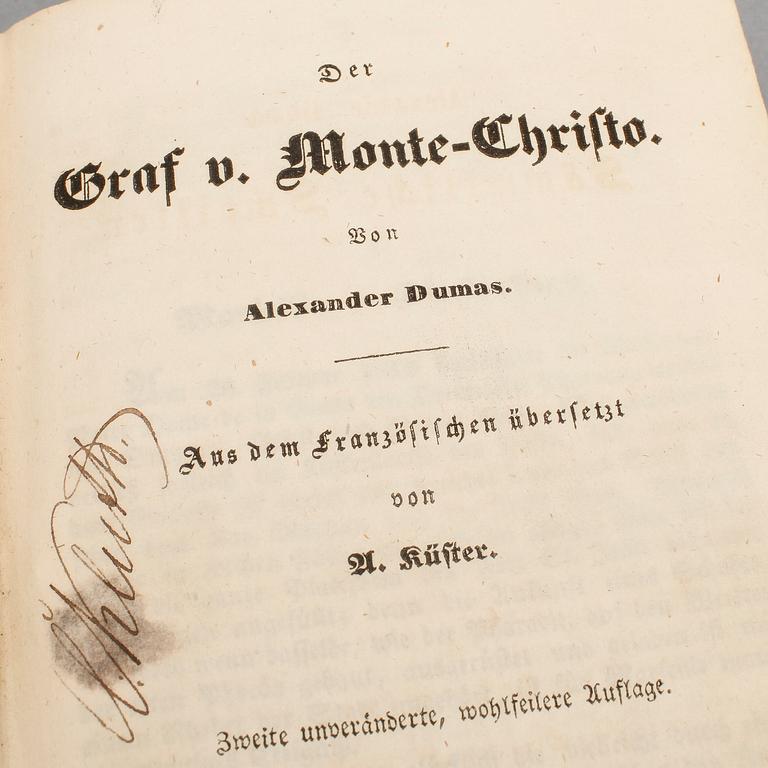 Der
Graf v. Monte-Chriſto.
Von
Alexander Dumas.
Aus dem Franzöſiſchen überſetzt
von
A. Küſter.
Zweite unveränderte, wohlfeilere Auflage.